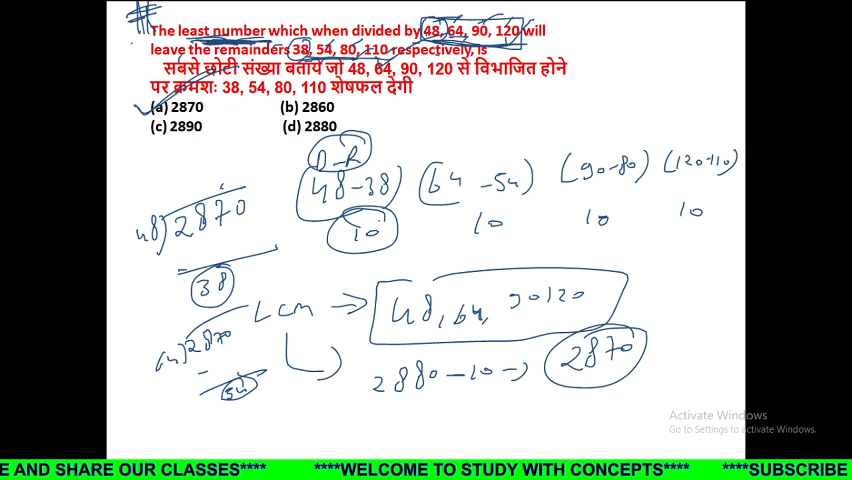 The least number which when divided by 48, 64, 90, 120 will
leave the remainders 38, 54, 80, 110 respectively, is
सबसे छोटी संख्या बतायें जो 48, 64, 90, 120 से विभाजित होने
पर क्रमशः 38, 54, 80, 110 शेषफल देगी
(a) 2870 (b) 2860
(c) 2890 (d) 2880
D-R
48-38) (64 -54) (90-80) (120-110)
10 10 10 10
48)2870
38
LCM ⇒ 48, 64, 90 120
64)2870
54
2880-10→ 2870
Activate Windows
Go to Settings to activate Windows.
E AND SHARE OUR CLASSES**** ****WELCOME TO STUDY WITH CONCEPTS**** ****SUBSCRIBE